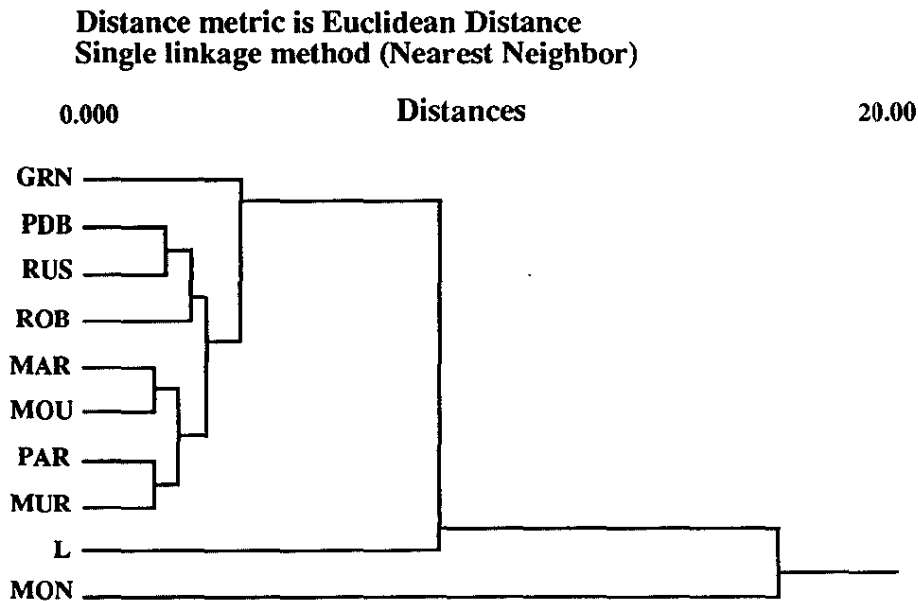 Distance metric is Euclidean Distance
Single linkage method (Nearest Neighbor)
0.000 Distances 20.00
GRN
PDB
RUS
ROB
MAR
MOU
PAR
MUR
L
MON